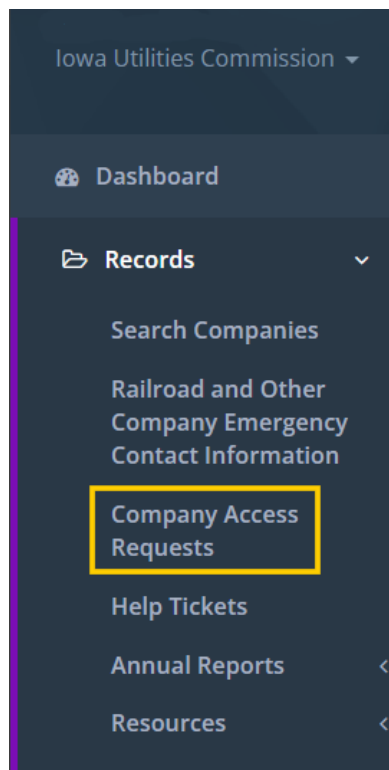 Iowa Utilities Commission
Dashboard
Records
Search Companies
Railroad and Other
Company Emergency
Contact Information
Company Access
Requests
Help Tickets
Annual Reports
Resources